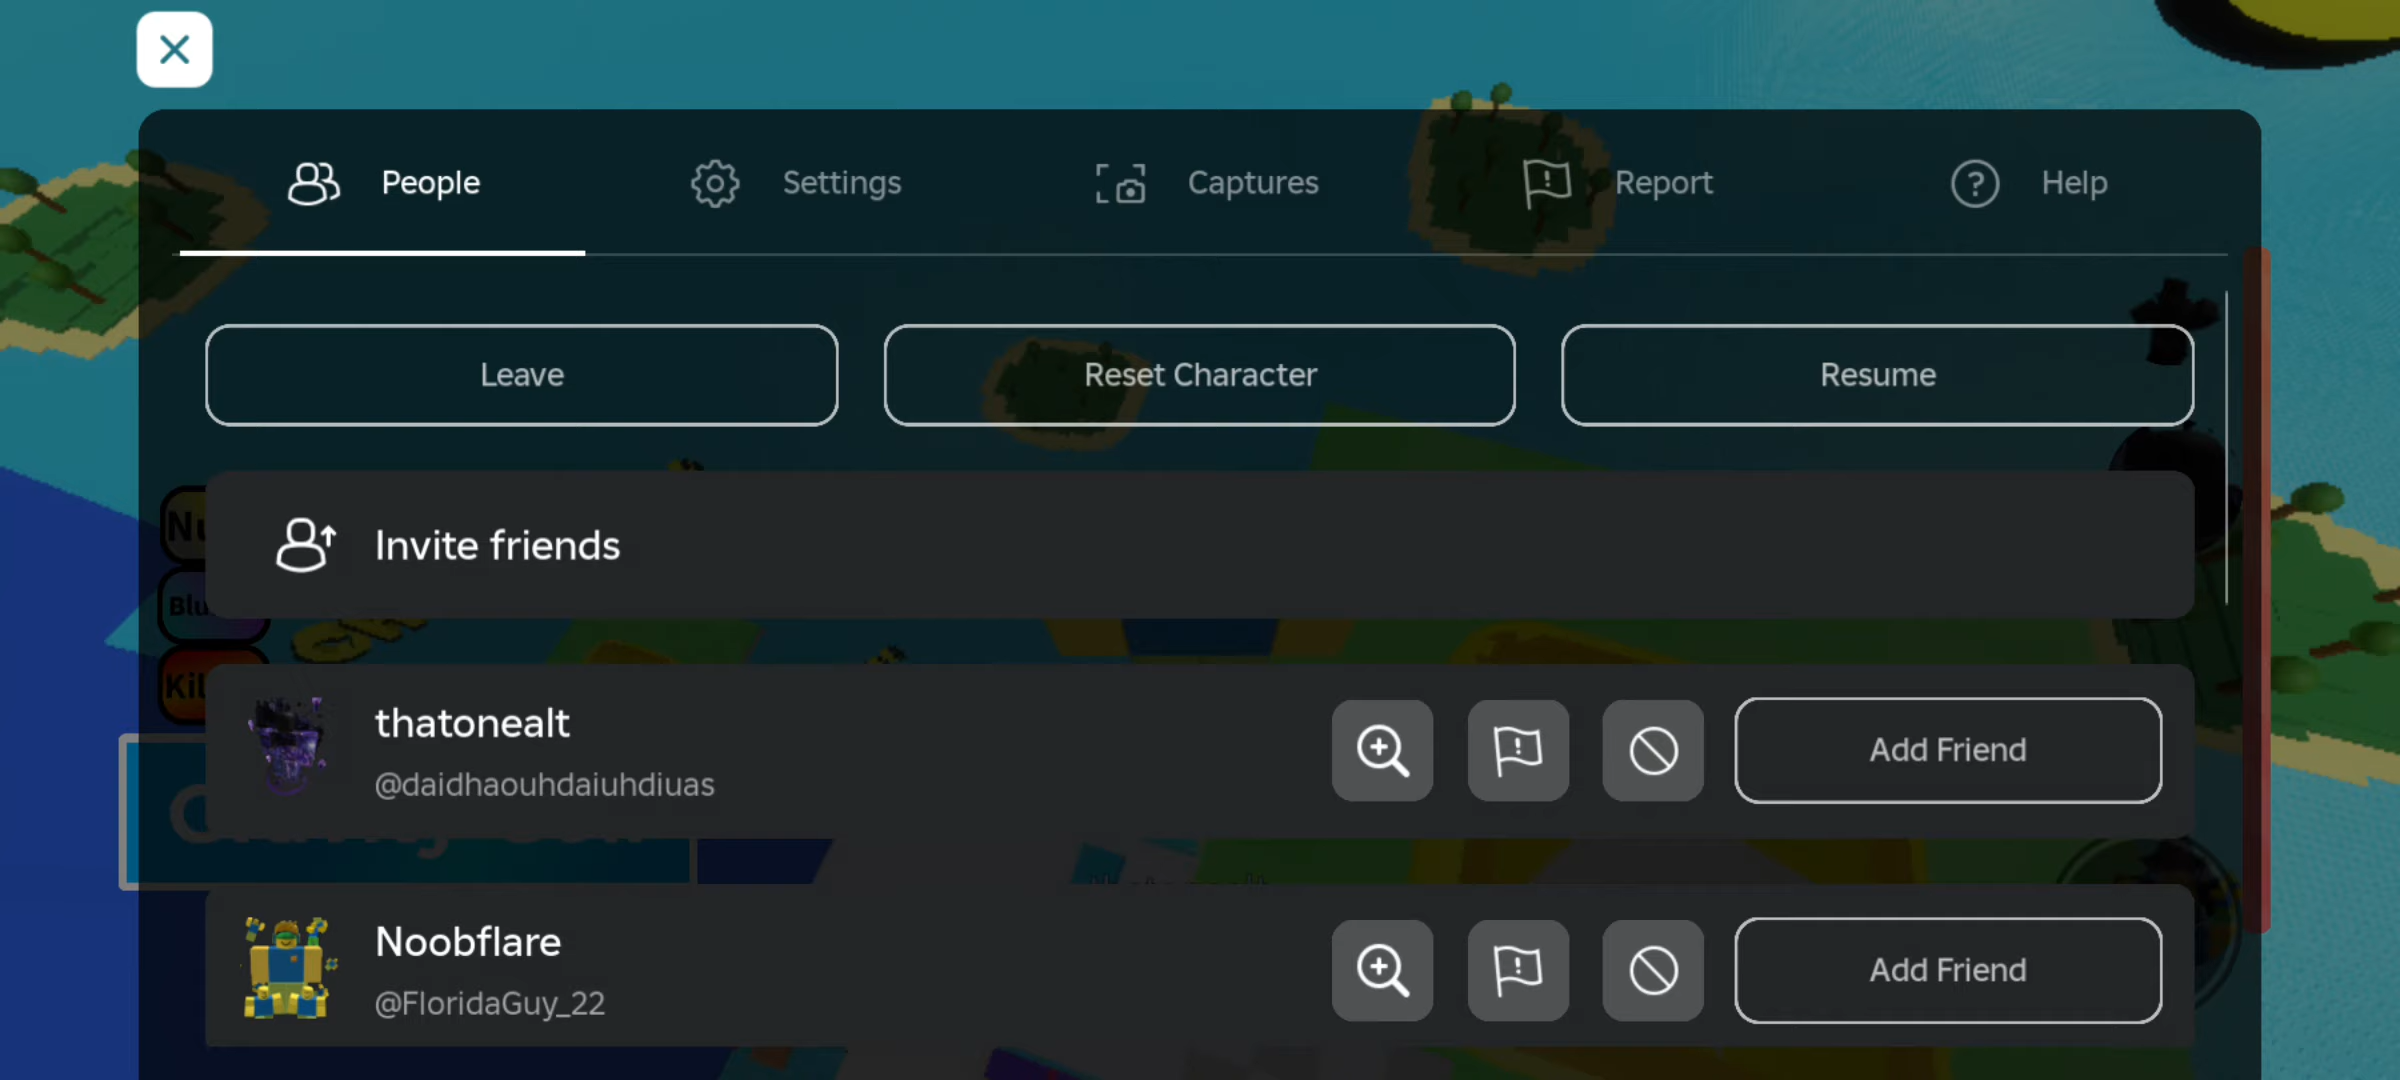 People
Settings
Captures
Report
Help
Leave
Reset Character
Resume
Invite friends
thatonealt
@daidhaouhdaiuhdiuas
Add Friend
Noobflare
@FloridaGuy_22
Add Friend